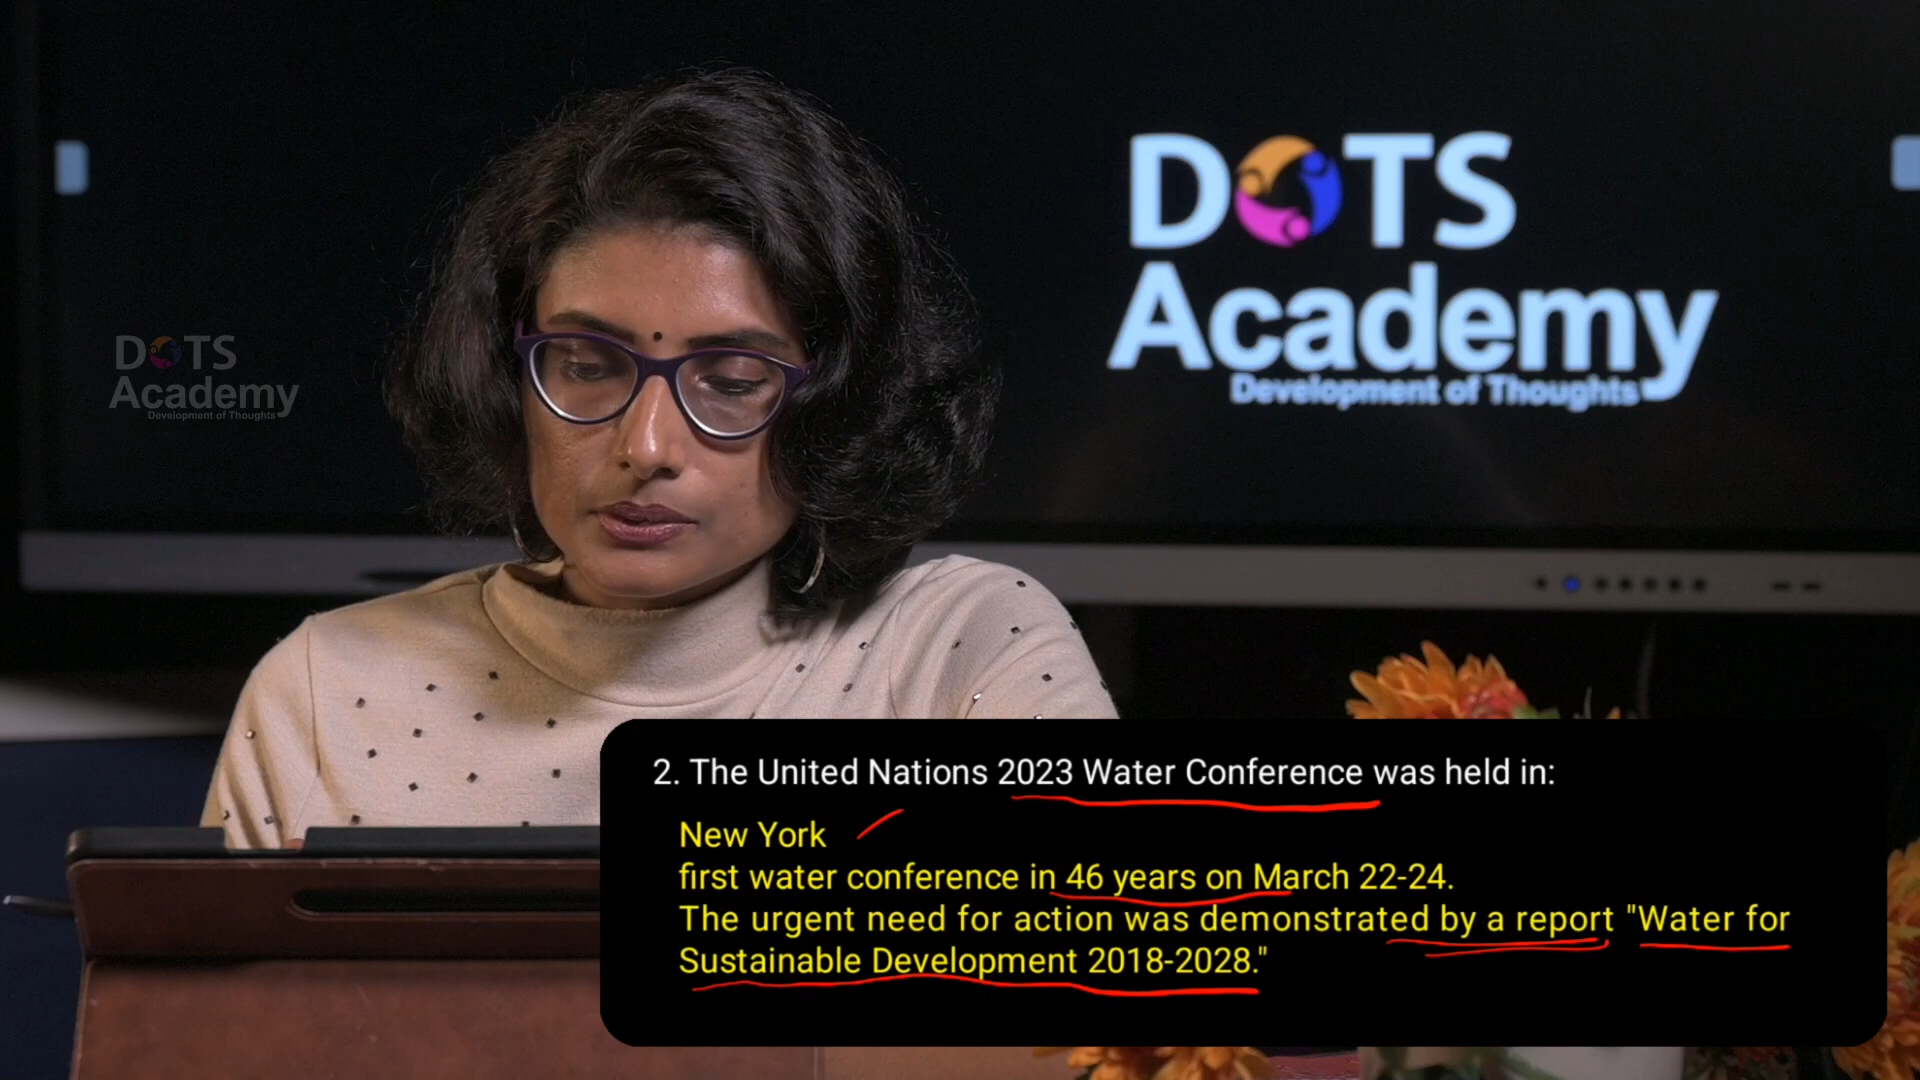 DOTS
Academy
Development of Thoughts
DOTS
Academy
Development of Thoughts
2. The United Nations 2023 Water Conference was held in:
New York
first water conference in 46 years on March 22-24.
The urgent need for action was demonstrated by a report "Water for
Sustainable Development 2018-2028."